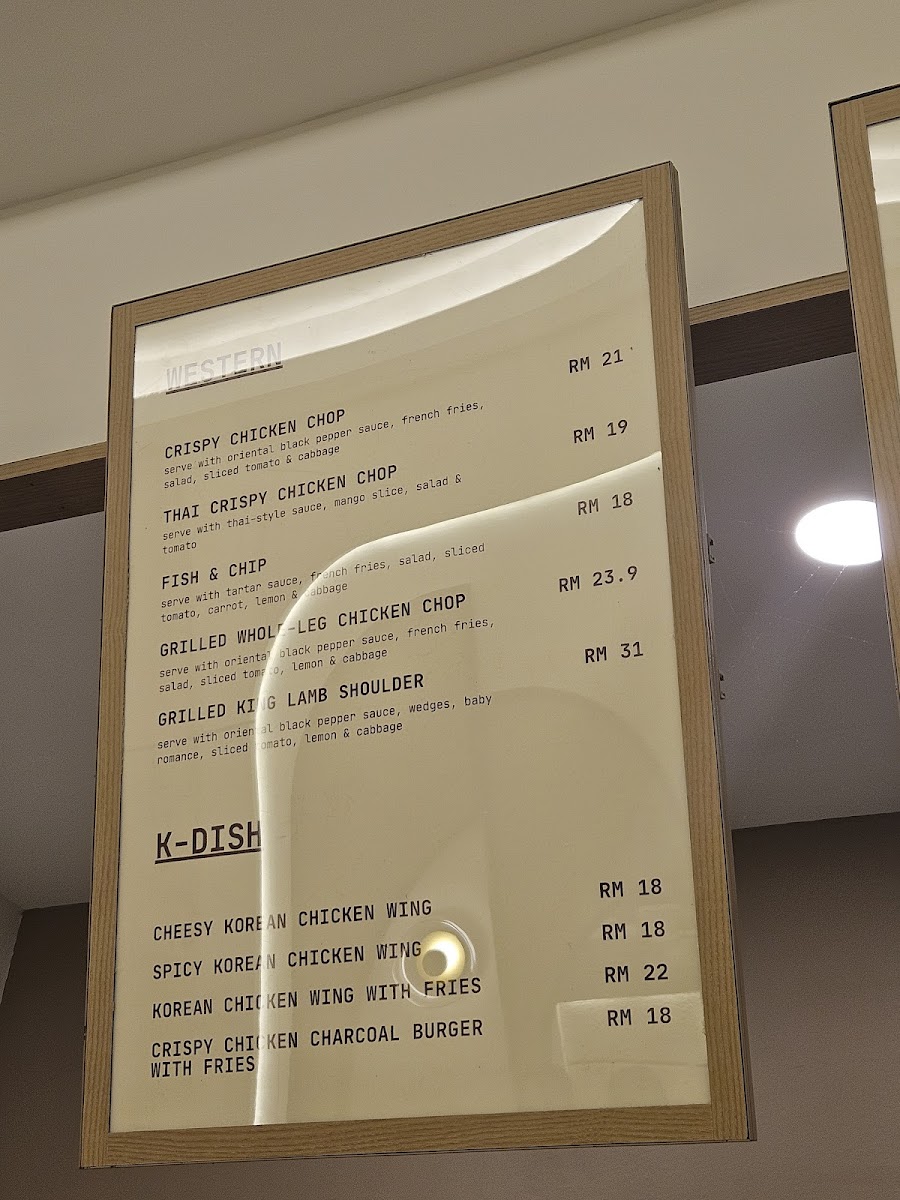 WESTERN
CRISPY CHICKEN CHOP RM 21
serve with oriental black pepper sauce, french fries,
salad, sliced tomato & cabbage
THAI CRISPY CHICKEN CHOP RM 19
serve with thai-style sauce, mango slice, salad &
tomato
FISH & CHIP RM 18
serve with tartar sauce, french fries, salad, sliced
tomato, carrot, lemon & cabbage
GRILLED WHOLE-LEG CHICKEN CHOP RM 23.9
serve with oriental black pepper sauce, french fries,
salad, sliced tomato, lemon & cabbage
GRILLED KING LAMB SHOULDER RM 31
serve with oriental black pepper sauce, wedges, baby
romance, sliced tomato, lemon & cabbage
K-DISH
CHEESY KOREAN CHICKEN WING RM 18
SPICY KOREAN CHICKEN WING RM 18
KOREAN CHICKEN WING WITH FRIES RM 22
CRISPY CHICKEN CHARCOAL BURGER RM 18
WITH FRIES